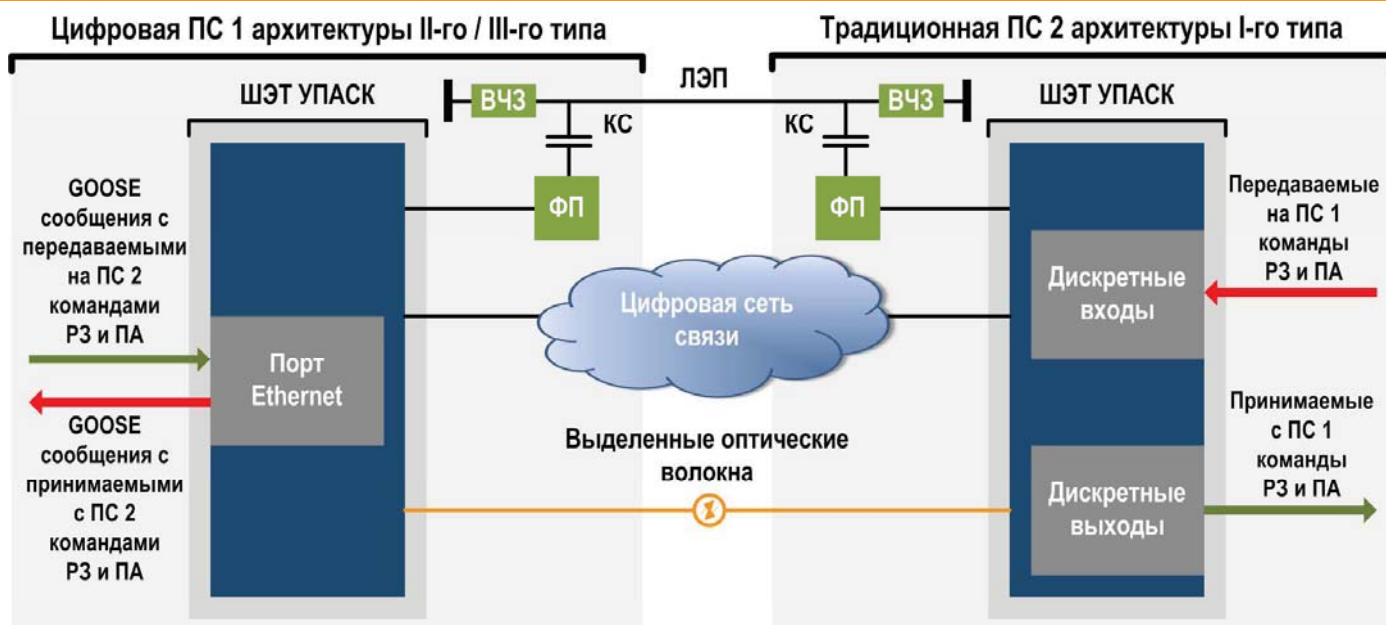 Цифровая ПС 1 архитектуры II-го / III-го типа
Традиционная ПС 2 архитектуры I-го типа
ШЭТ УПАСК
ВЧЗ
ЛЭП
ВЧЗ
ШЭТ УПАСК
КС
КС
ФП
ФП
GOOSE
сообщения с
передаваемыми
на ПС 2
командами
РЗ и ПА
Порт
Ethernet
GOOSE
сообщения с
принимаемыми
с ПС 2
командами
РЗ и ПА
Цифровая сеть
связи
Выделенные оптические
волокна
Дискретные
входы
Передаваемые
на ПС 1
команды
РЗ и ПА
Дискретные
выходы
Принимаемые
с ПС 1
команды
РЗ и ПА